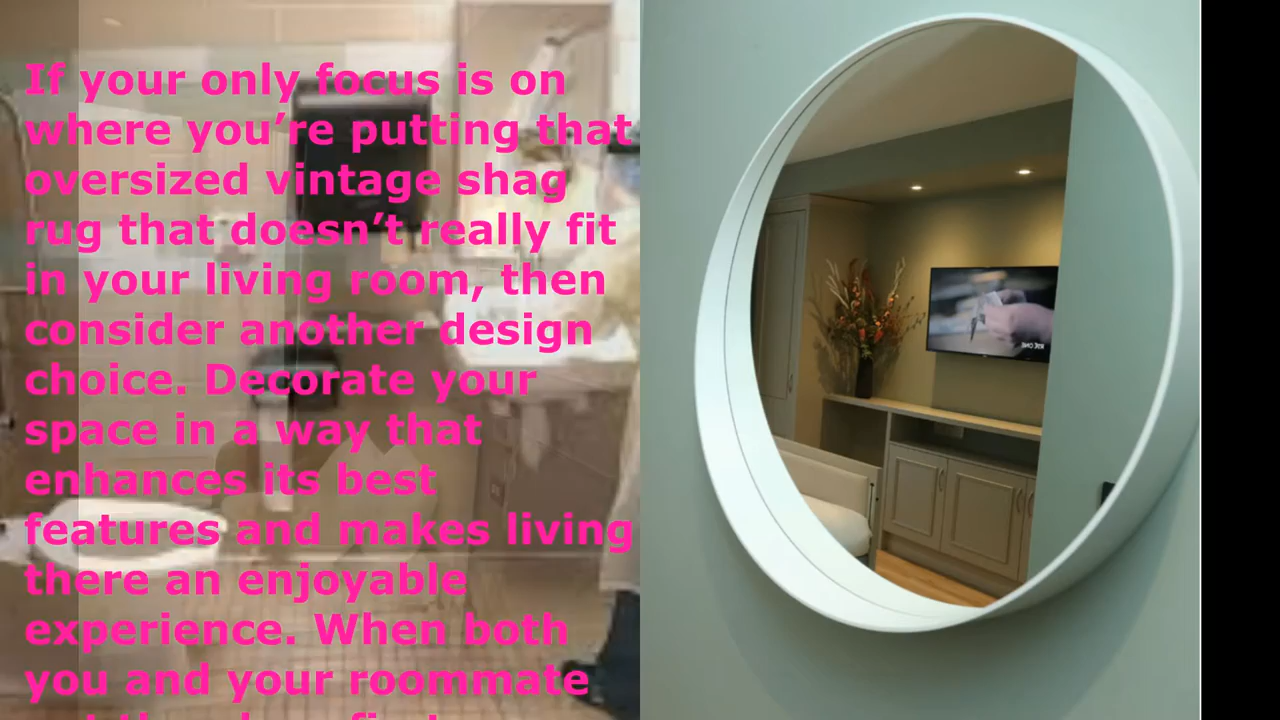 If your only focus is on
where you’re putting that
oversized vintage shag
rug that doesn’t really fit
in your living room, then
consider another design
choice. Decorate your
space in a way that
enhances its best
features and makes living
there an enjoyable
experience. When both
you and your roommate